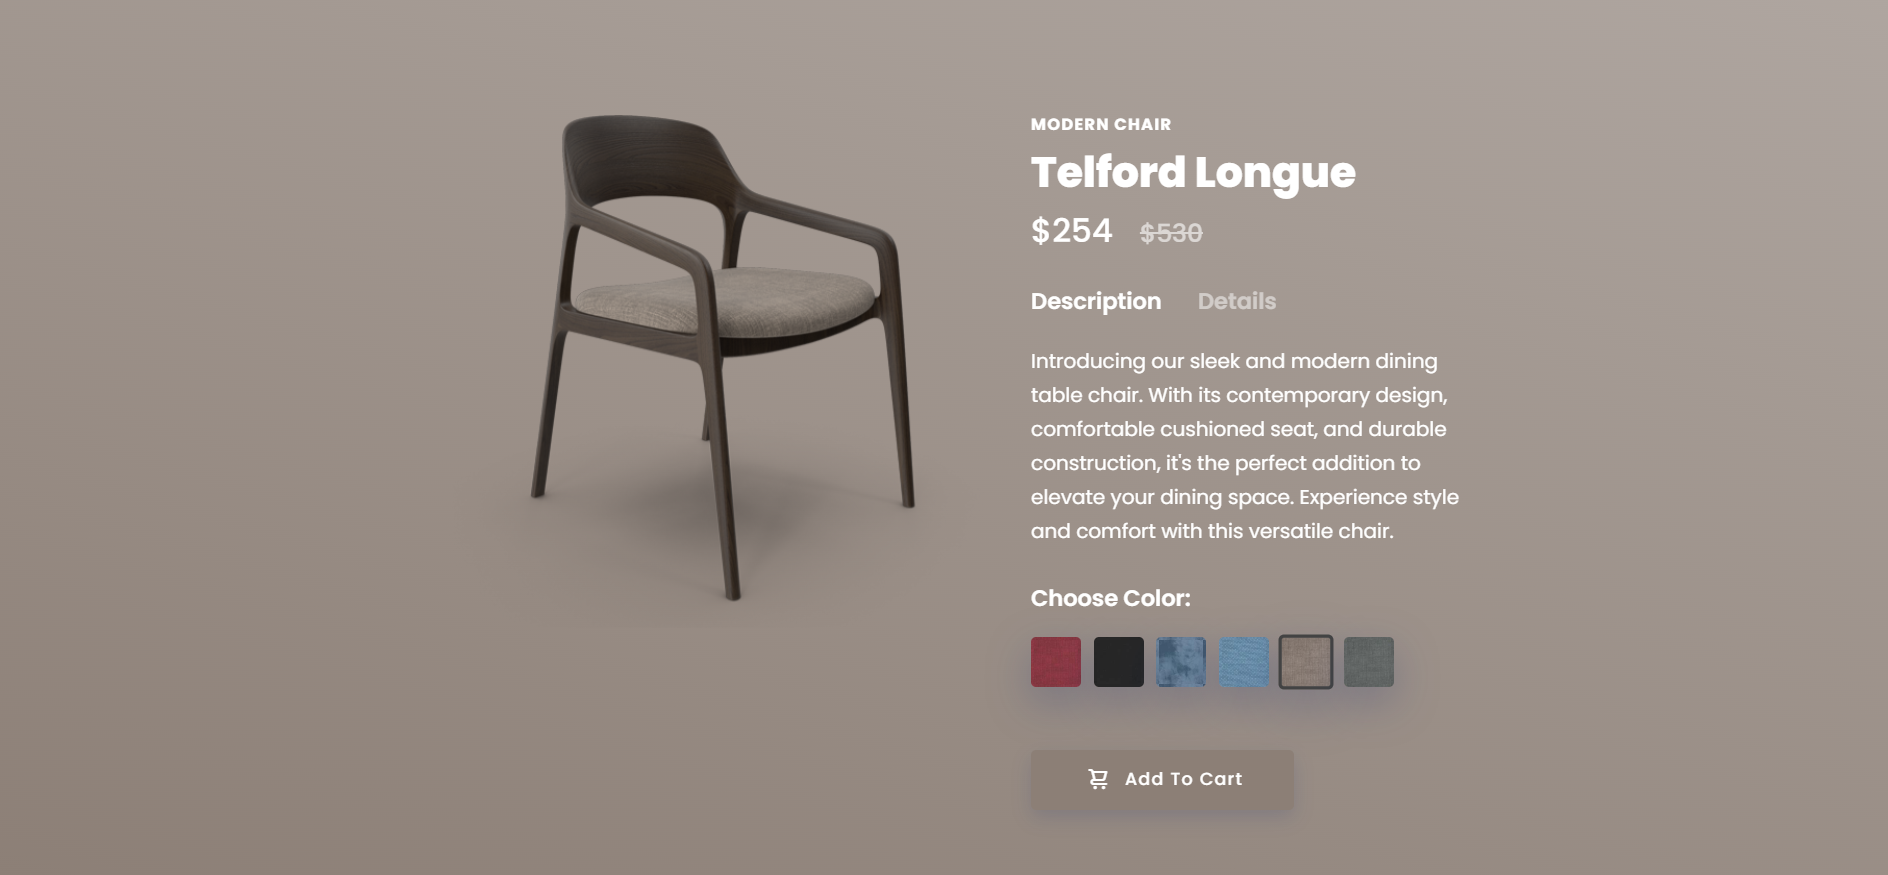 MODERN CHAIR
Telford Longue
$254 $530
Description Details
Introducing our sleek and modern dining
table chair. With its contemporary design,
comfortable cushioned seat, and durable
construction, it's the perfect addition to
elevate your dining space. Experience style
and comfort with this versatile chair.
Choose Color:
Add To Cart